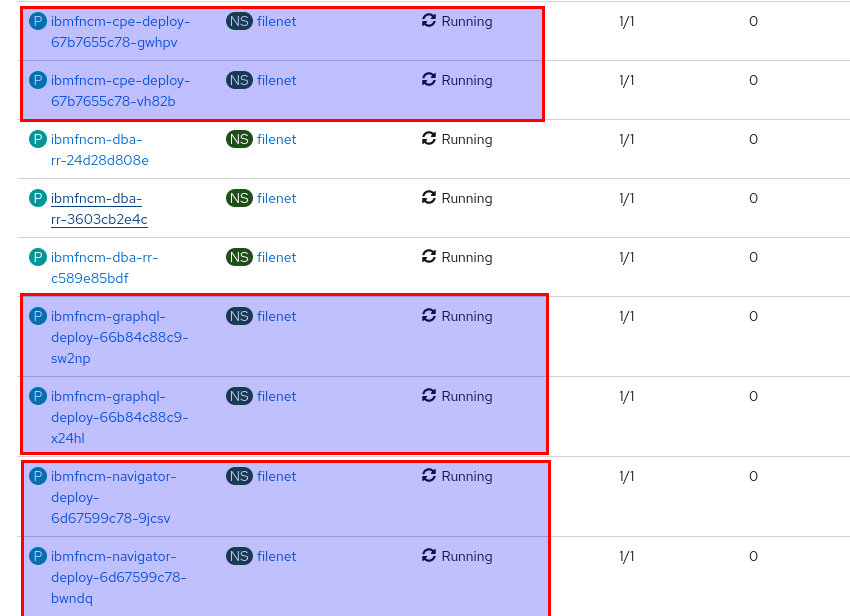 P ibmfncm-cpe-deploy- NS filenet Running 1/1 0
67b7655c78-gwhpv
P ibmfncm-cpe-deploy- NS filenet Running 1/1 0
67b7655c78-vh82b
P ibmfncm-dba- NS filenet Running 1/1 0
rr-24d28d808e
P ibmfncm-dba- NS filenet Running 1/1 0
rr-3603cb2e4c
P ibmfncm-dba-rr- NS filenet Running 1/1 0
c589e85bdf
P ibmfncm-graphql- NS filenet Running 1/1 0
deploy-66b84c88c9-
sw2np
P ibmfncm-graphql- NS filenet Running 1/1 0
deploy-66b84c88c9-
x24hl
P ibmfncm-navigator- NS filenet Running 1/1 0
deploy-
6d67599c78-9jcsv
P ibmfncm-navigator- NS filenet Running 1/1 0
deploy-6d67599c78-
bwndq